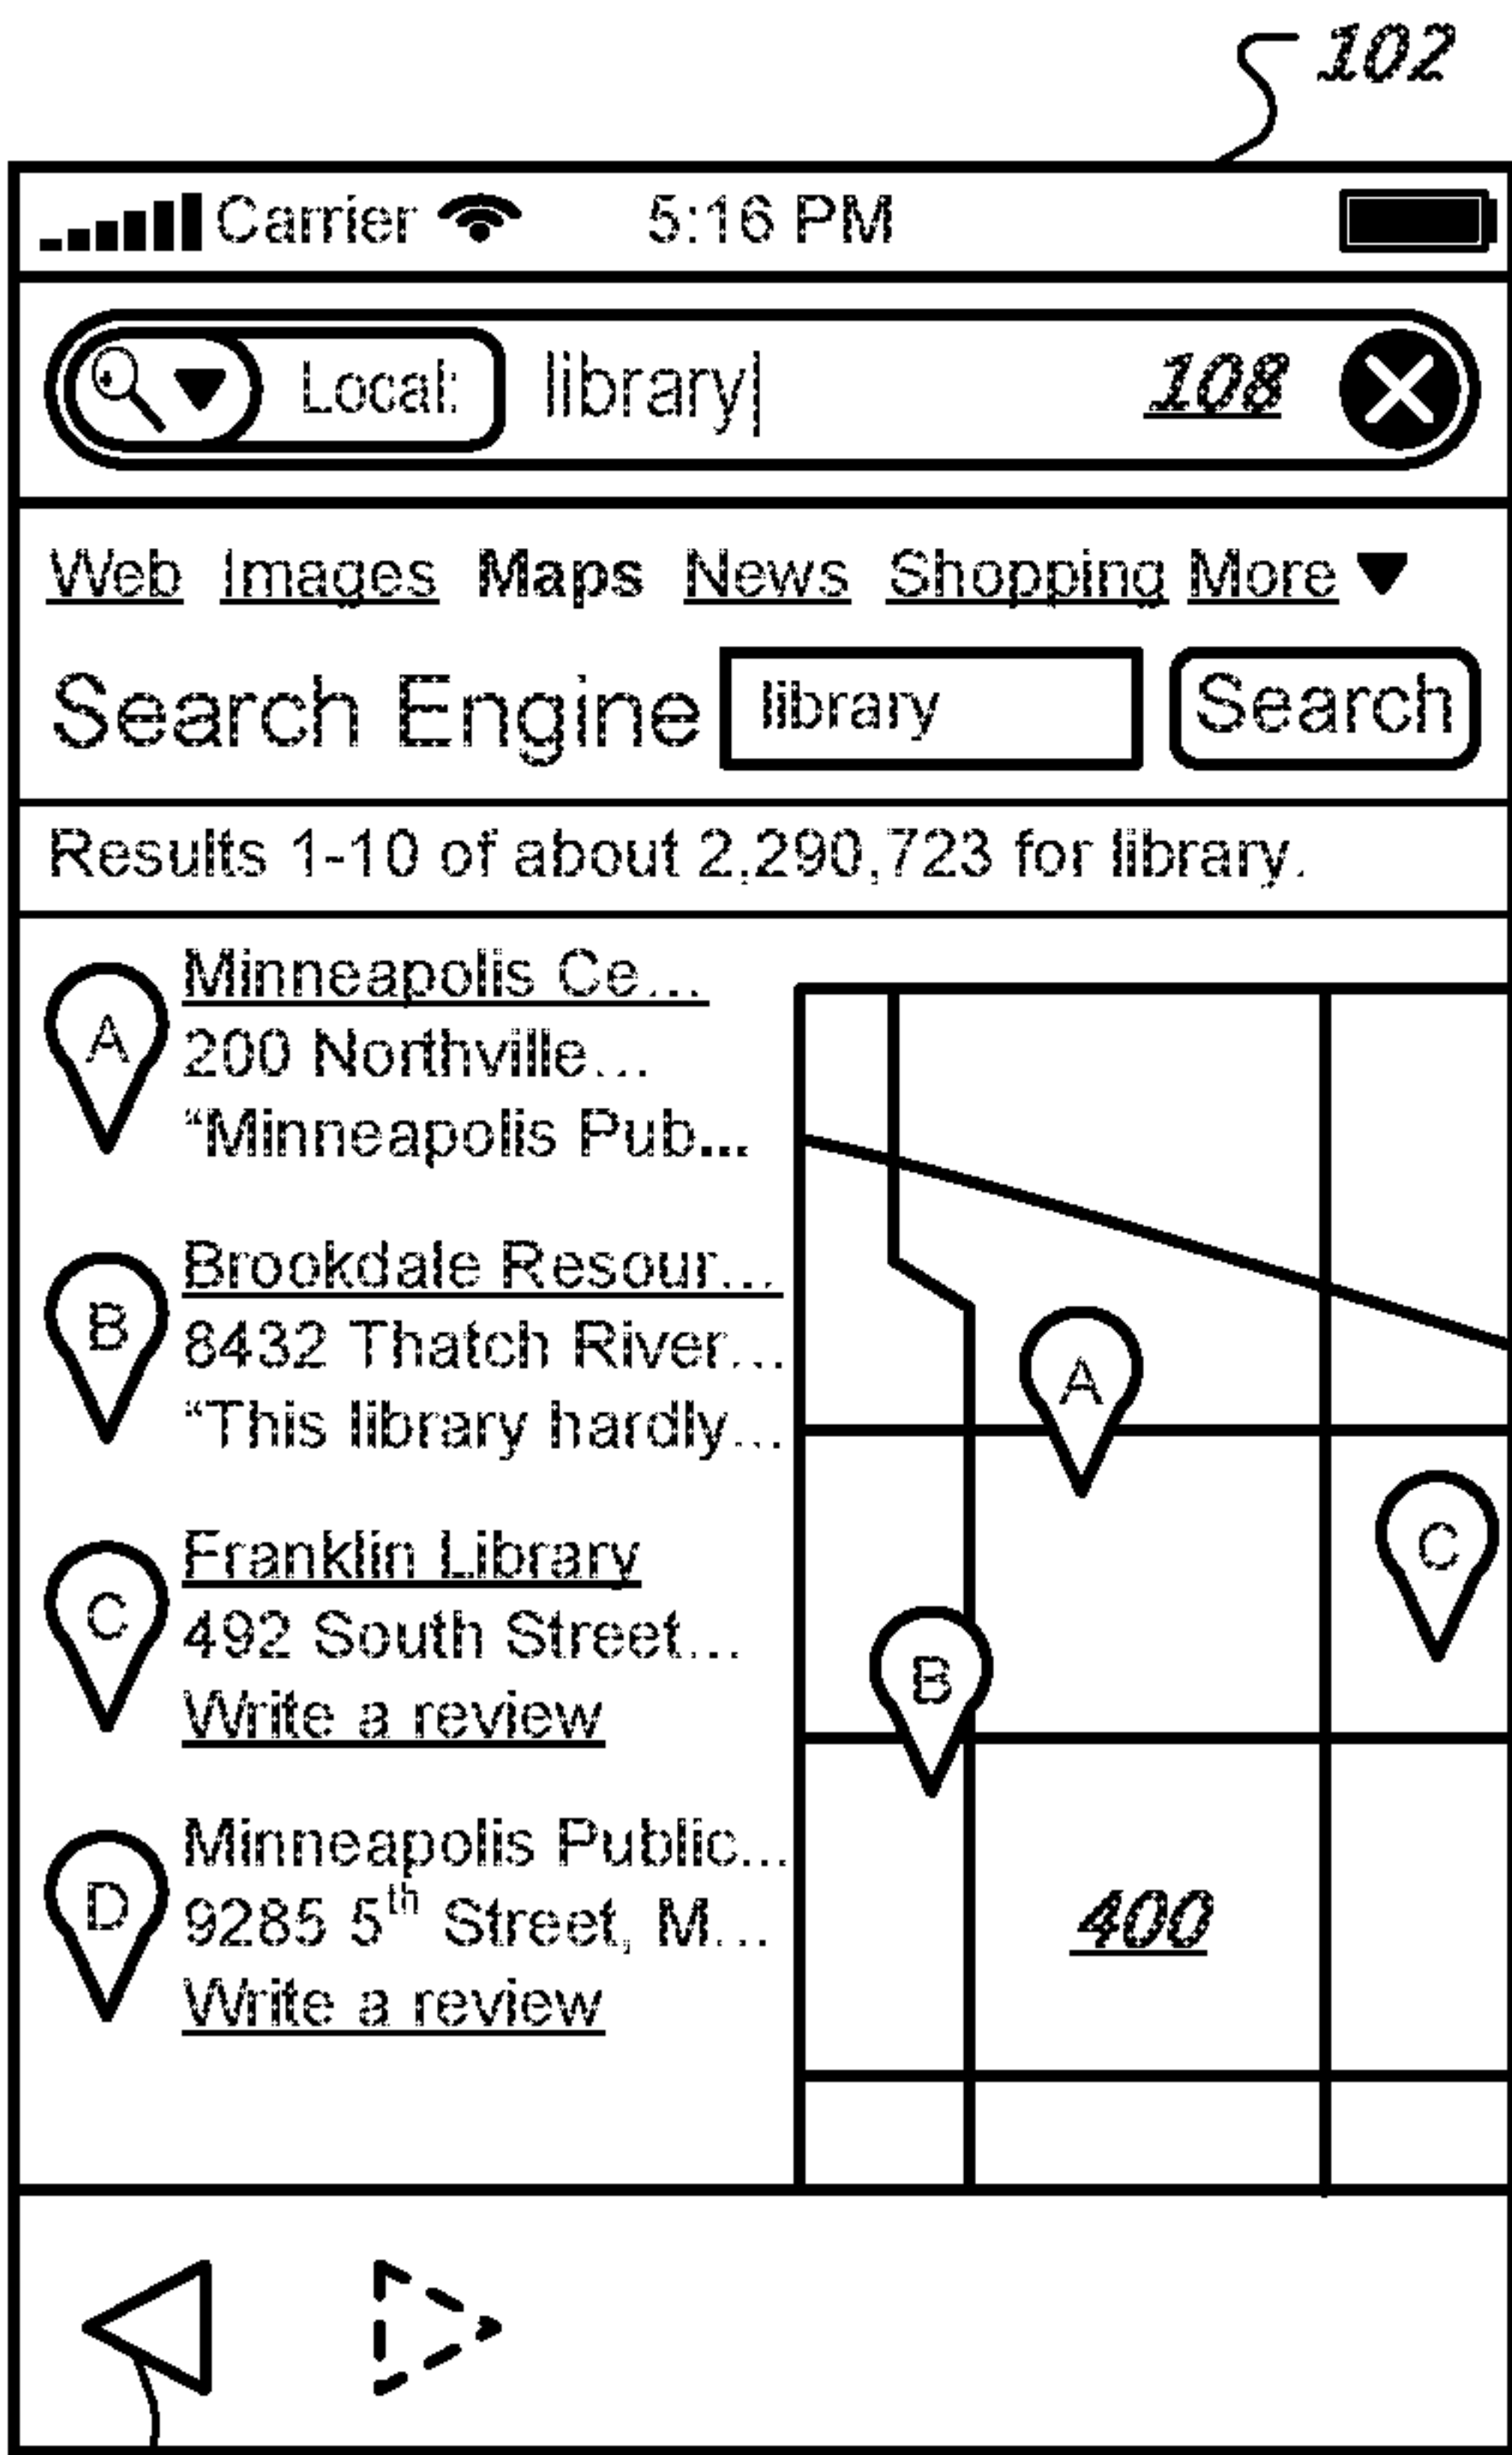 102
Carrier 5:16 PM
Local: library 108
Web Images Maps News Shopping More
Search Engine library Search
Results 1-10 of about 2,290,723 for library.
A Minneapolis Ce...
200 Northville...
“Minneapolis Pub...
B Brookdale Resour...
8432 Thatch River...
“This library hardly...
C Franklin Library
492 South Street...
Write a review
D Minneapolis Public...
9285 5th Street, M...
Write a review
A
C
B
400